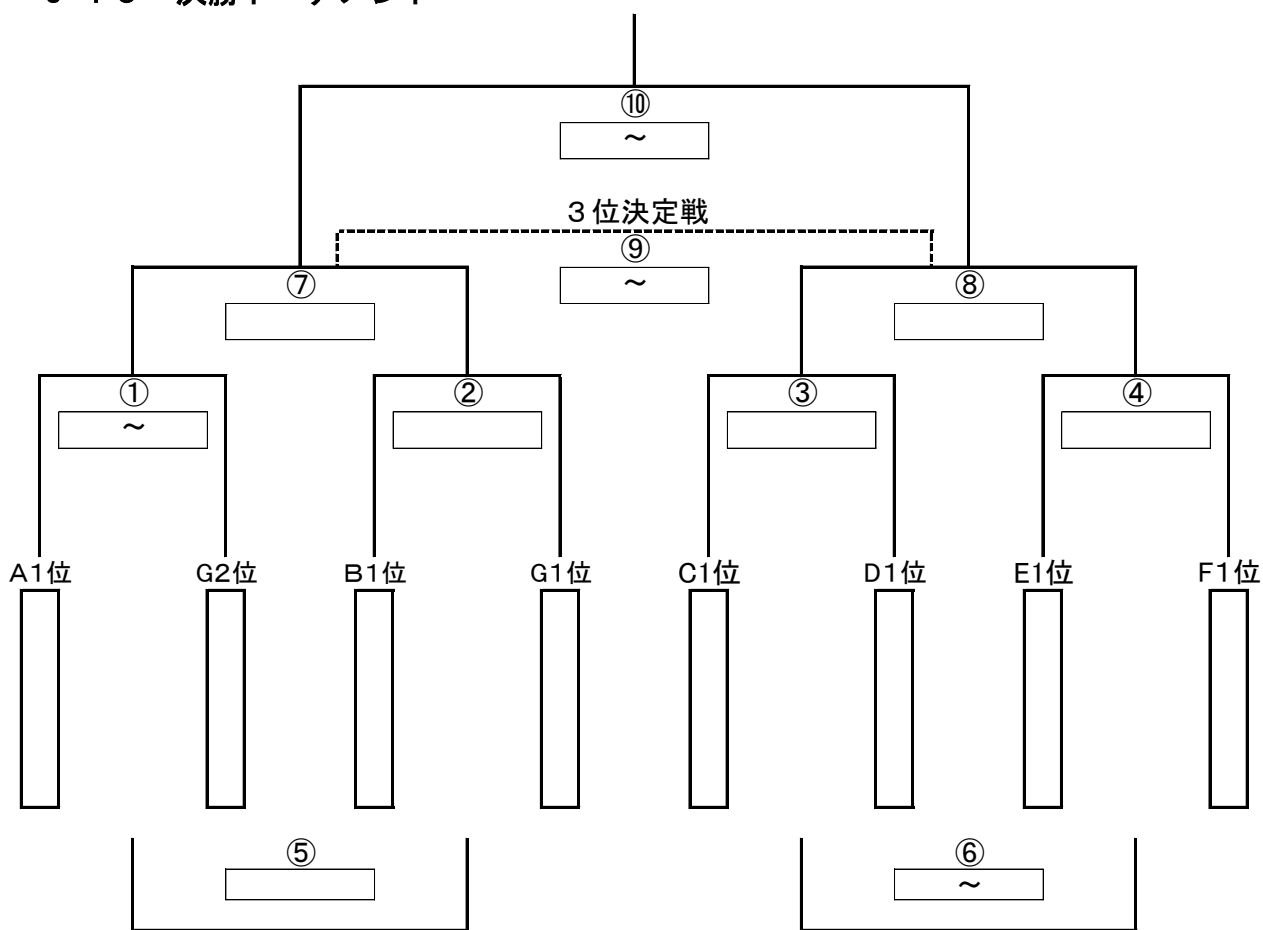 ⑩
~
３位決定戦
⑨
~
⑦
⑧
①
②
③
④
~
A1位
G2位
B1位
G1位
C1位
D1位
E1位
F1位
⑤
⑥
~